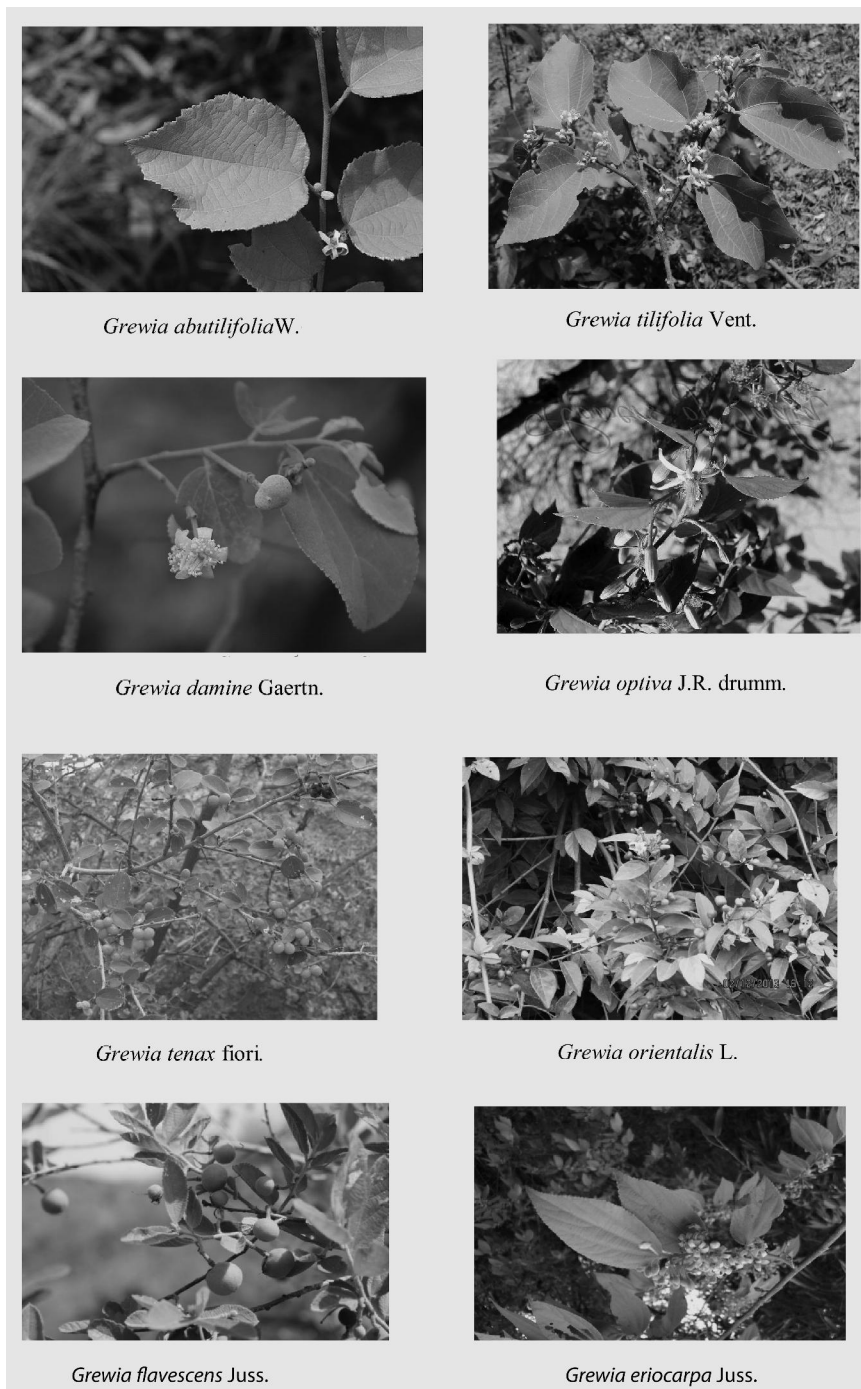 Grewia abutilifoliaW.
Grewia tilifolia Vent.
Grewia damine Gaertn.
Grewia optiva J.R. drumm.
Grewia tenax fiori.
Grewia orientalis L.
Grewia flavescens Juss.
Grewia eriocarpa Juss.